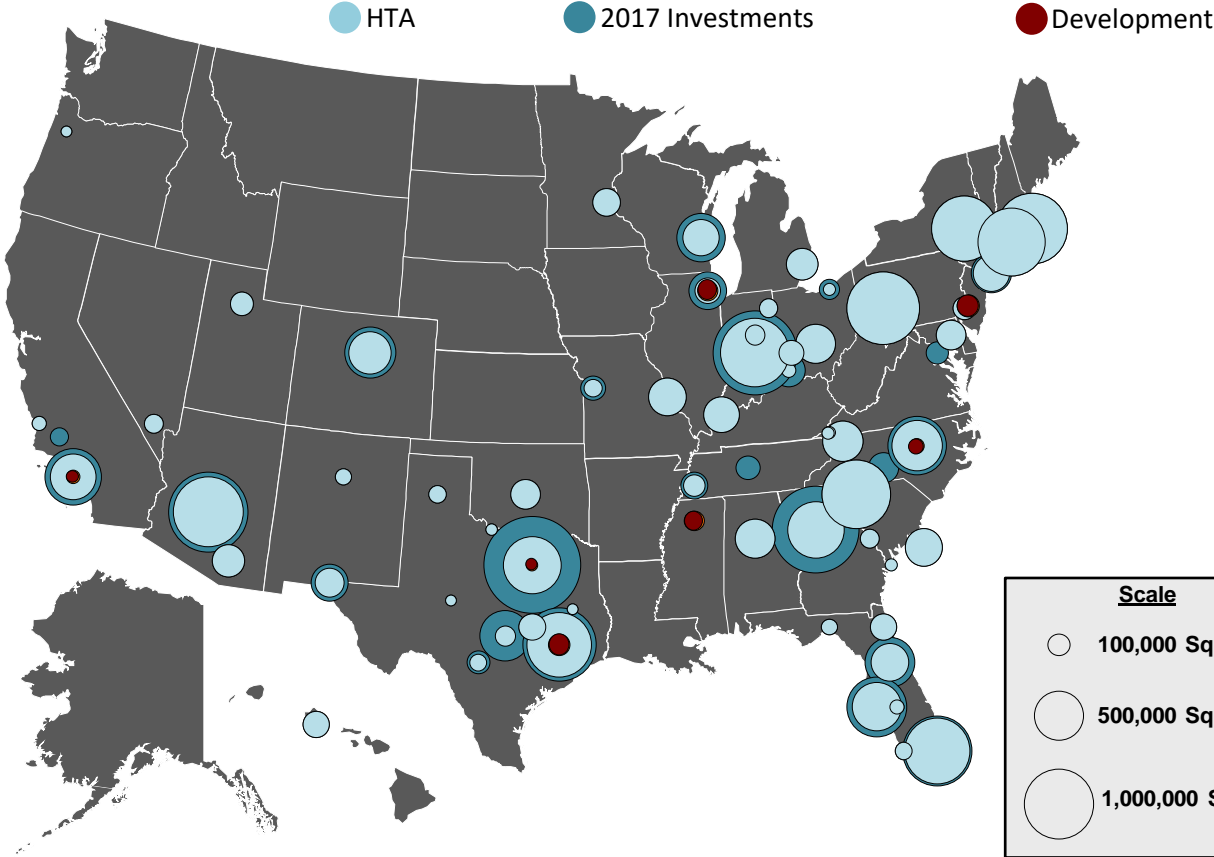 HTA
2017 Investments
Development
Scale
100,000 Sq
500,000 Sq
1,000,000 S